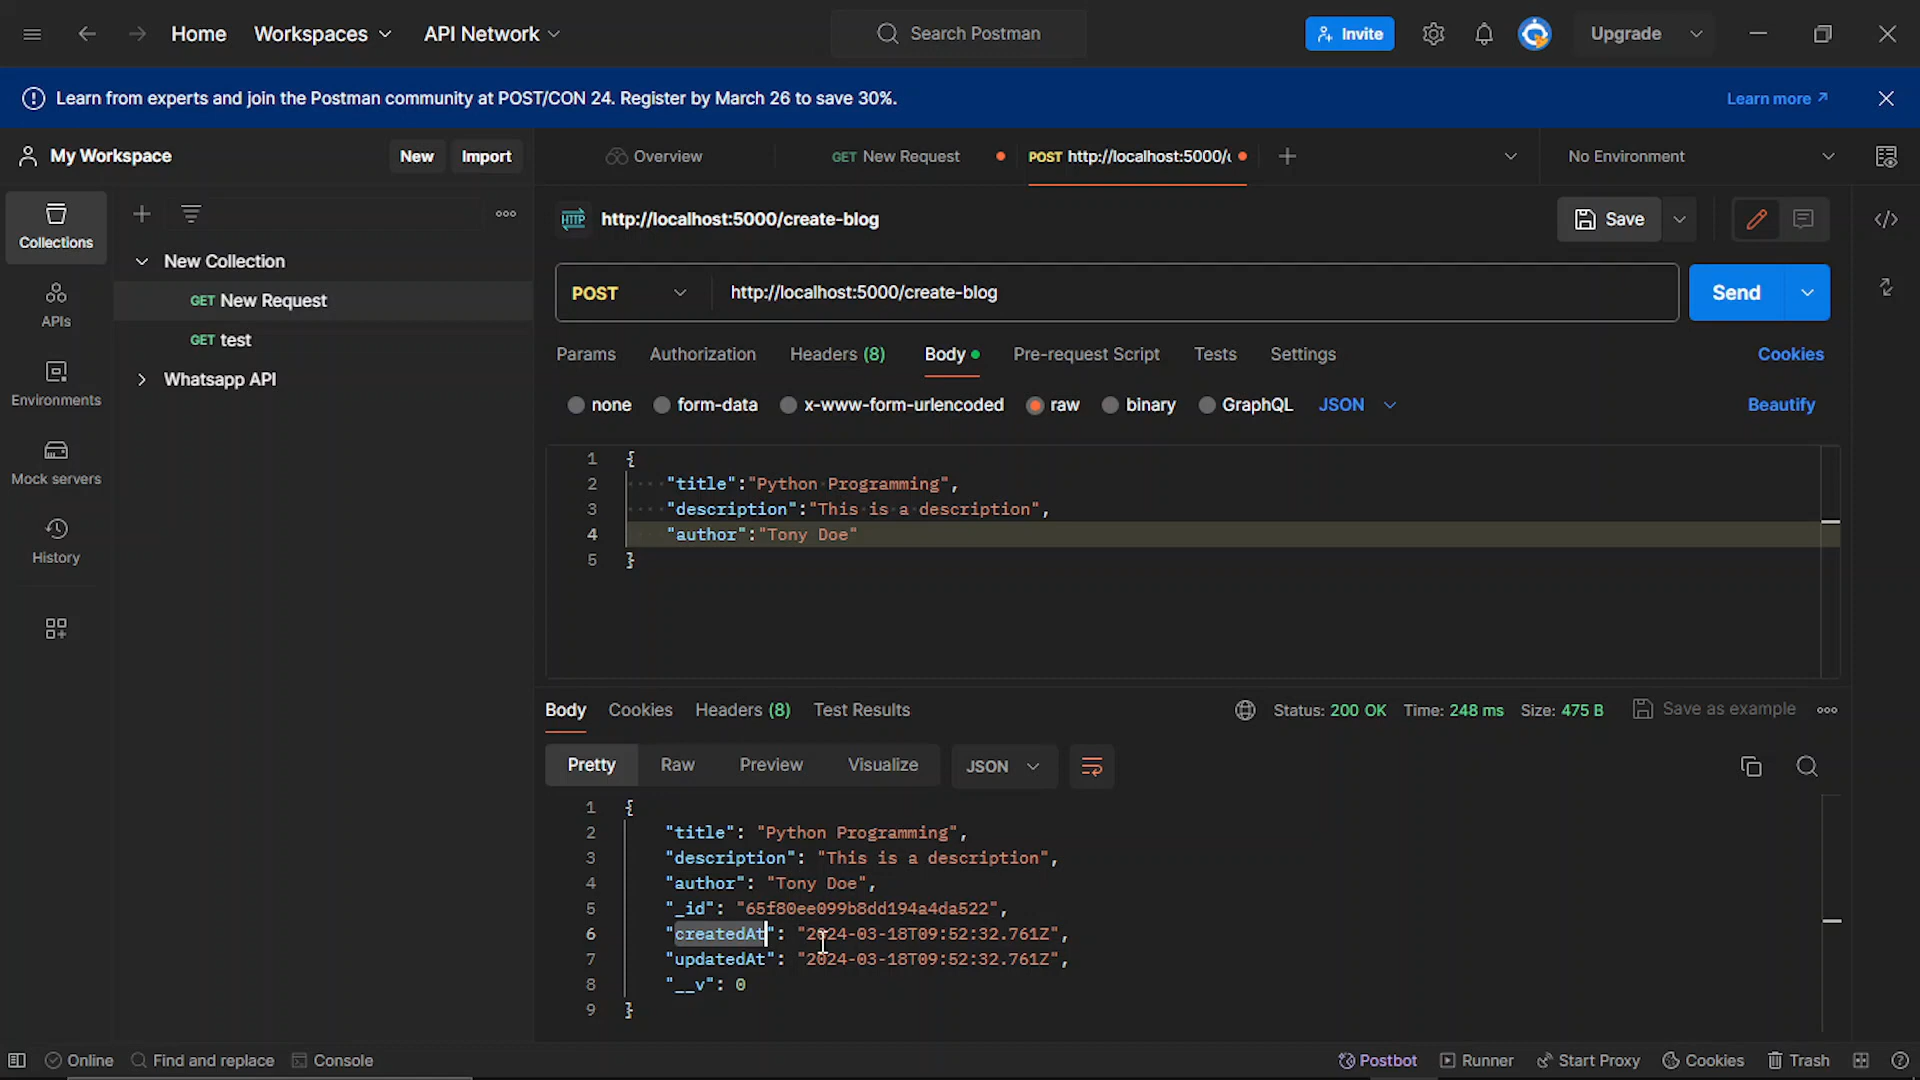 Home Workspaces API Network Search Postman Invite Upgrade
Learn from experts and join the Postman community at POST/CON 24. Register by March 26 to save 30%. Learn more ↗
My Workspace New Import Overview GET New Request POST http://localhost:5000/ No Environment
Collections
APIs
Environments
Mock servers
History
New Collection
GET New Request
GET test
Whatsapp API
HTTP http://localhost:5000/create-blog Save
POST http://localhost:5000/create-blog Send
Params Authorization Headers (8) Body Pre-request Script Tests Settings Cookies
none form-data x-www-form-urlencoded raw binary GraphQL JSON Beautify
1 {
2 "title":"Python Programming",
3 "description":"This is a description",
4 "author":"Tony Doe"
5 }
Body Cookies Headers (8) Test Results Status: 200 OK Time: 248 ms Size: 475 B Save as example
Pretty Raw Preview Visualize JSON
1 {
2 "title": "Python Programming",
3 "description": "This is a description",
4 "author": "Tony Doe",
5 "_id": "65f80ee099b8dd194a4da522",
6 "createdAt": "2024-03-18T09:52:32.761Z",
7 "updatedAt": "2024-03-18T09:52:32.761Z",
8 "__v": 0
9 }
Online Find and replace Console Postbot Runner Start Proxy Cookies Trash